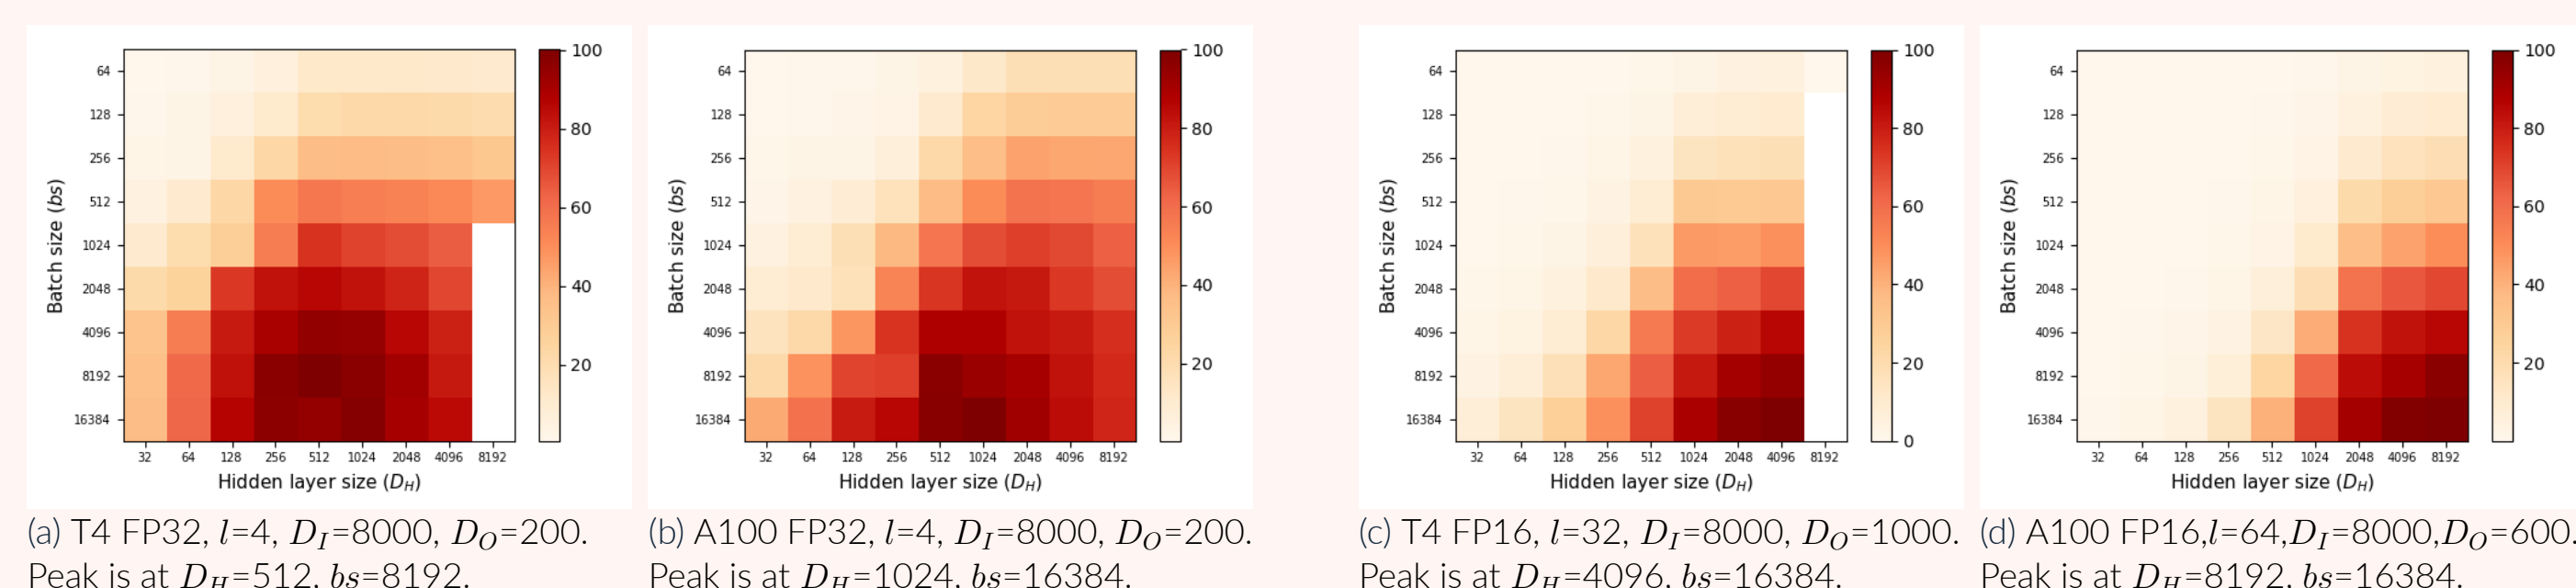 100
80
60
40
20
64
128
256
512
1024
2048
4096
8192
16384
Batch size (bs)
32 64 128 256 512 1024 2048 4096 8192
Hidden layer size (D_H)
(a) T4 FP32, l=4, D_I=8000, D_O=200.
Peak is at D_H=512, bs=8192.
100
80
60
40
20
64
128
256
512
1024
2048
4096
8192
16384
Batch size (bs)
32 64 128 256 512 1024 2048 4096 8192
Hidden layer size (D_H)
(b) A100 FP32, l=4, D_I=8000, D_O=200.
Peak is at D_H=1024, bs=16384.
100
80
60
40
20
0
64
128
256
512
1024
2048
4096
8192
16384
Batch size (bs)
32 64 128 256 512 1024 2048 4096 8192
Hidden layer size (D_H)
(c) T4 FP16, l=32, D_I=8000, D_O=1000.
Peak is at D_H=4096, bs=16384.
100
80
60
40
20
64
128
256
512
1024
2048
4096
8192
16384
Batch size (bs)
32 64 128 256 512 1024 2048 4096 8192
Hidden layer size (D_H)
(d) A100 FP16,l=64,D_I=8000,D_O=600.
Peak is at D_H=8192, bs=16384.